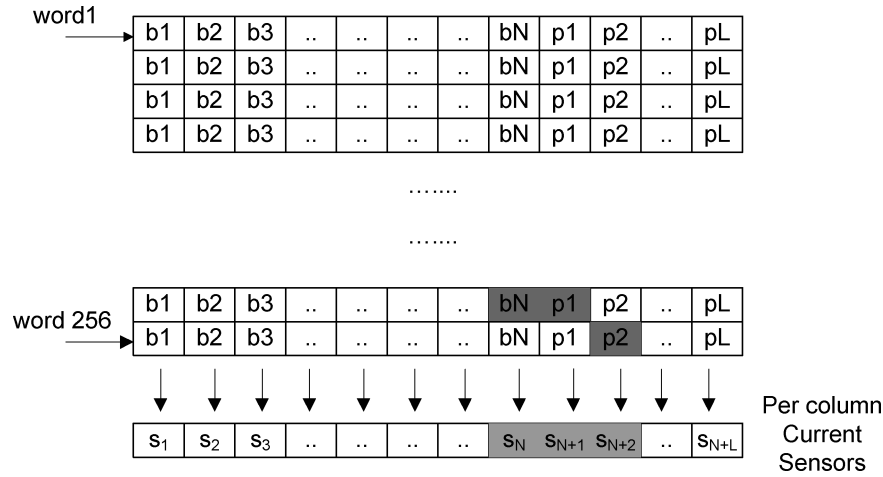 word1
b1 b2 b3 .. .. .. .. bN p1 p2 .. pL
b1 b2 b3 .. .. .. .. bN p1 p2 .. pL
b1 b2 b3 .. .. .. .. bN p1 p2 .. pL
b1 b2 b3 .. .. .. .. bN p1 p2 .. pL
.......
.......
b1 b2 b3 .. .. .. .. bN p1 p2 .. pL
word 256
b1 b2 b3 .. .. .. .. bN p1 p2 .. pL
s1 s2 s3 .. .. .. .. sN sN+1 sN+2 .. sN+L
Per column
Current
Sensors